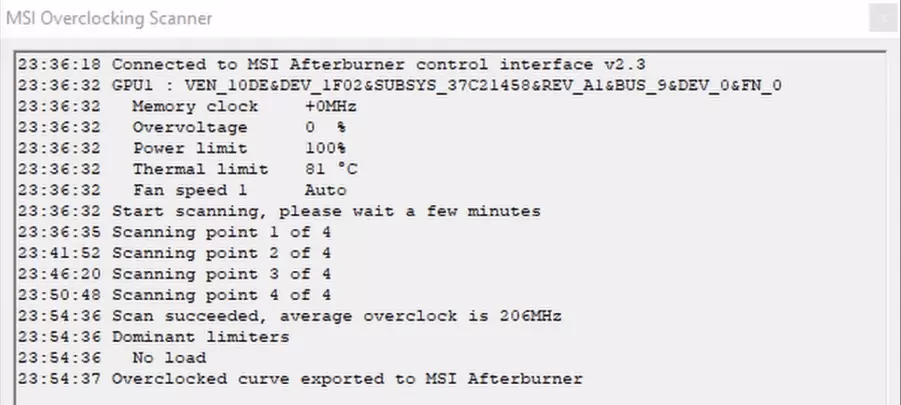 MSI Overclocking Scanner
23:36:18 Connected to MSI Afterburner control interface v2.3
23:36:32 GPU1 : VEN_10DE&DEV_1F02&SUBSYS_37C21458&REV_A1&BUS_9&DEV_0&FN_0
23:36:32   Memory clock    +0MHz
23:36:32   Overvoltage     0  %
23:36:32   Power limit     100%
23:36:32   Thermal limit   81 °C
23:36:32   Fan speed 1     Auto
23:36:32 Start scanning, please wait a few minutes
23:36:35 Scanning point 1 of 4
23:41:52 Scanning point 2 of 4
23:46:20 Scanning point 3 of 4
23:50:48 Scanning point 4 of 4
23:54:36 Scan succeeded, average overclock is 206MHz
23:54:36 Dominant limiters
23:54:36   No load
23:54:37 Overclocked curve exported to MSI Afterburner